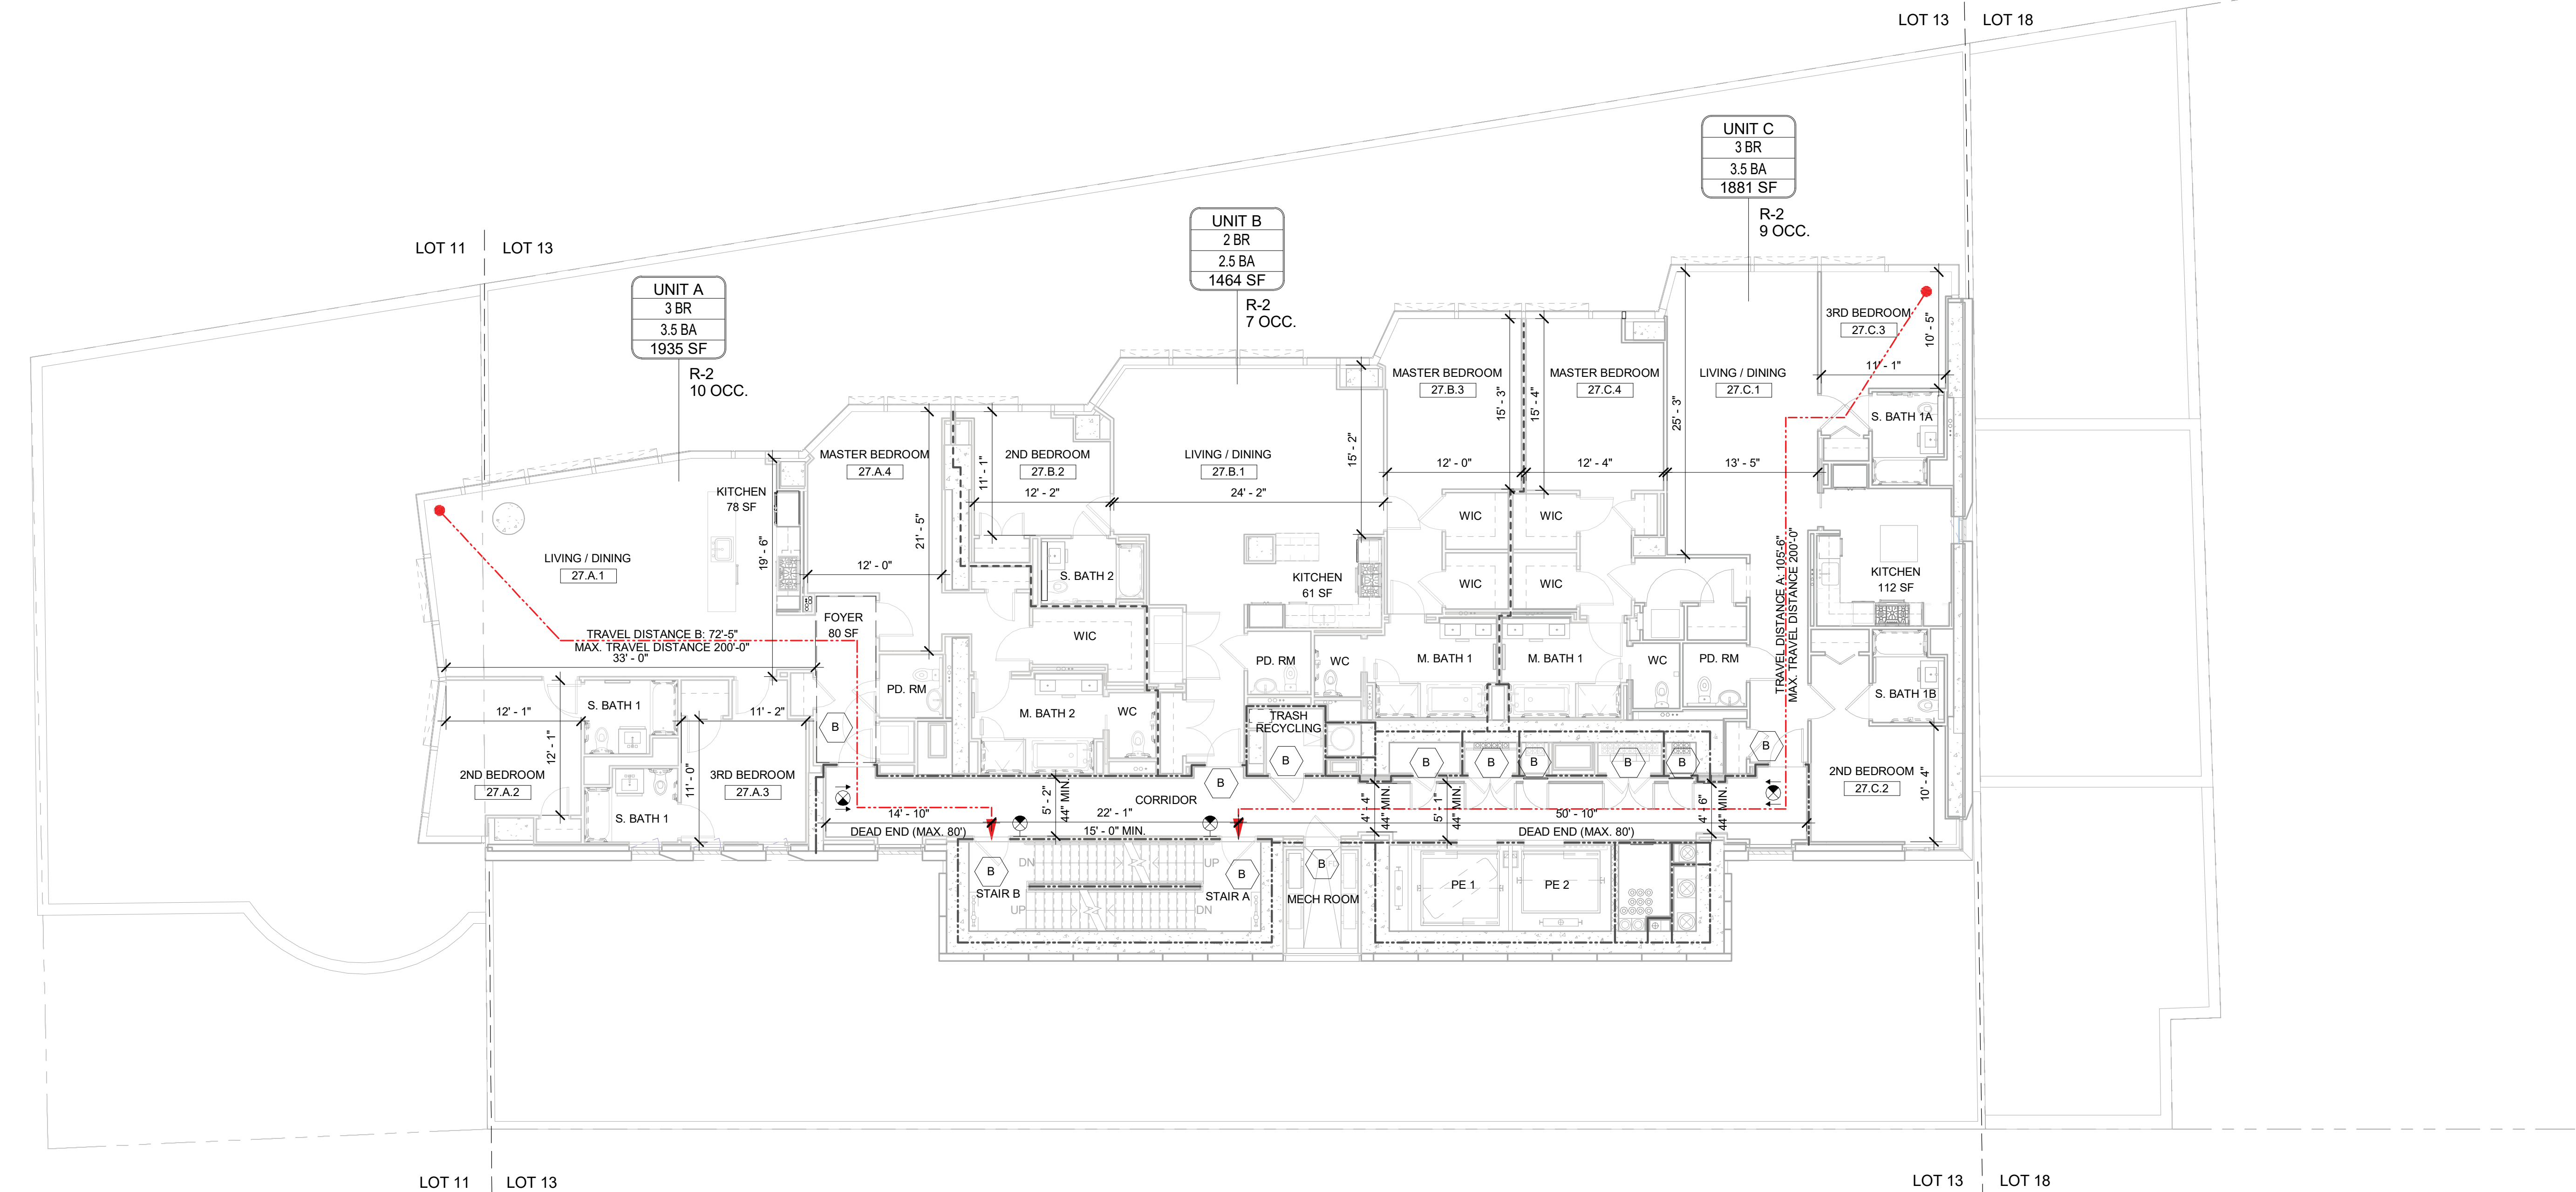 LOT 13
LOT 18
LOT 11
LOT 13
UNIT A
3 BR
3.5 BA
1935 SF
R-2
10 OCC.
UNIT B
2 BR
2.5 BA
1464 SF
R-2
7 OCC.
UNIT C
3 BR
3.5 BA
1881 SF
R-2
9 OCC.
3RD BEDROOM
27.C.3
10' - 5"
11' - 1"
S. BATH 1A
LIVING / DINING
27.C.1
25' - 3"
13' - 5"
MASTER BEDROOM
27.C.4
15' - 4"
12' - 4"
MASTER BEDROOM
27.B.3
15' - 3"
12' - 0"
LIVING / DINING
27.B.1
15' - 2"
24' - 2"
2ND BEDROOM
27.B.2
11' - 1"
12' - 2"
MASTER BEDROOM
27.A.4
21' - 5"
12' - 0"
KITCHEN
78 SF
19' - 6"
LIVING / DINING
27.A.1
WIC
WIC
WIC
WIC
S. BATH 2
KITCHEN
61 SF
KITCHEN
112 SF
FOYER
80 SF
TRAVEL DISTANCE B: 72'-5"
MAX. TRAVEL DISTANCE 200'-0"
33' - 0"
TRAVEL DISTANCE A: 105'-6"
MAX. TRAVEL DISTANCE 200'-0"
WIC
PD. RM
M. BATH 2
WC
PD. RM
WC
M. BATH 1
M. BATH 1
WC
PD. RM
S. BATH 1B
12' - 1"
S. BATH 1
11' - 2"
12' - 1"
2ND BEDROOM
27.A.2
S. BATH 1
11' - 0"
3RD BEDROOM
27.A.3
B
TRASH
RECYCLING
B
B
B
B
B
B
B
B
2ND BEDROOM
27.C.2
10' - 4"
CORRIDOR
14' - 10"
DEAD END (MAX. 80')
5' - 2"
44" MIN.
22' - 1"
15' - 0" MIN.
4' - 4"
44" MIN.
5' - 1"
44" MIN.
50' - 10"
DEAD END (MAX. 80')
4' - 6"
44" MIN.
DN
UP
B
STAIR B
UP
DN
B
STAIR A
B
MECH ROOM
PE 1
PE 2
LOT 11
LOT 13
LOT 13
LOT 18